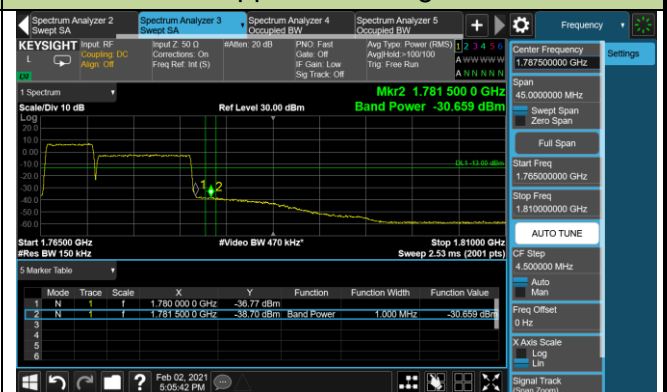 Spectrum Analyzer 2
Swept SA
Spectrum Analyzer 3
Swept SA
Spectrum Analyzer 4
Occupied BW
Spectrum Analyzer 5
Occupied BW
Frequency
KEYSIGHT
L
Input: RF
Coupling: DC
Align: Off
Input Z: 50 Ω
Corrections: On
Freq Ref: Int (S)
#Atten: 20 dB
PNO: Fast
Gate: Off
IF Gain: Low
Sig Track: Off
Avg Type: Power (RMS)
Avg|Hold:>100/100
Trig: Free Run
1 2 3 4 5 6
A W W W W W
A N N N N N
1 Spectrum
Scale/Div 10 dB
Ref Level 30.00 dBm
Mkr2 1.781 500 0 GHz
Band Power -30.659 dBm
Log
20.0
10.0
0.00
-10.0
-20.0
-30.0
-40.0
-50.0
-60.0
DL1 -13.00 dBm
1
2
Start 1.76500 GHz
#Res BW 150 kHz
#Video BW 470 kHz*
Stop 1.81000 GHz
Sweep 2.53 ms (2001 pts)
5 Marker Table
Mode Trace Scale X Y Function Function Width Function Value
1 N 1 f 1.780 000 0 GHz -36.77 dBm
2 N 1 f 1.781 500 0 GHz -38.70 dBm Band Power 1.000 MHz -30.659 dBm
3
4
5
6
Feb 02, 2021
5:05:42 PM
Center Frequency
1.787500000 GHz
Settings
Span
45.0000000 MHz
Swept Span
Zero Span
Full Span
Start Freq
1.765000000 GHz
Stop Freq
1.810000000 GHz
AUTO TUNE
CF Step
4.500000 MHz
Auto
Man
Freq Offset
0 Hz
X Axis Scale
Log
Lin
Signal Track
(Span Zoom)